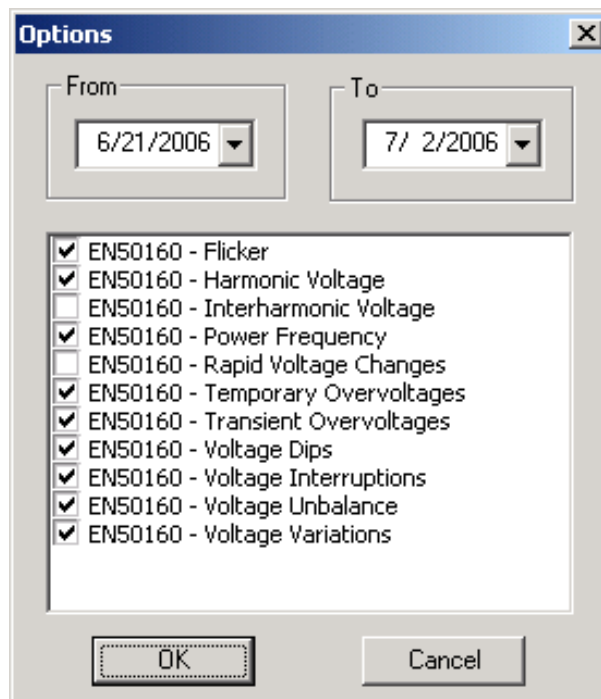 Options
From
To
6/21/2006
7/ 2/2006
EN50160 - Flicker
EN50160 - Harmonic Voltage
EN50160 - Interharmonic Voltage
EN50160 - Power Frequency
EN50160 - Rapid Voltage Changes
EN50160 - Temporary Overvoltages
EN50160 - Transient Overvoltages
EN50160 - Voltage Dips
EN50160 - Voltage Interruptions
EN50160 - Voltage Unbalance
EN50160 - Voltage Variations
OK
Cancel